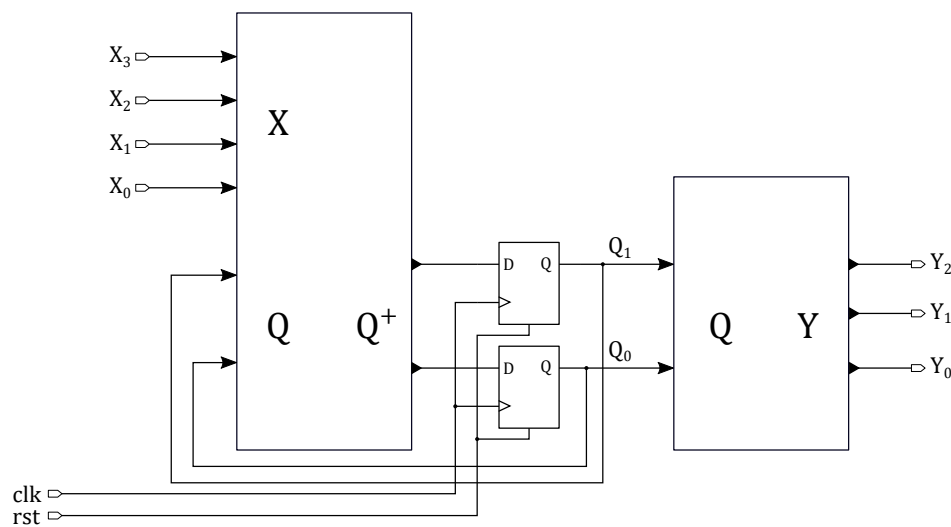 X₃
X₂
X₁
X₀
X
Q
Q⁺
D Q
D Q
Q₁
Q₀
Q
Y
Y₂
Y₁
Y₀
clk
rst